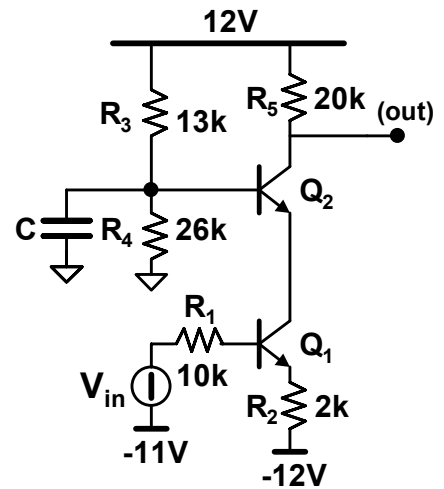 12V
R5 20k
(out)
R3 13k
Q2
C
R4 26k
R1
10k
Q1
Vin
R2 2k
-11V
-12V